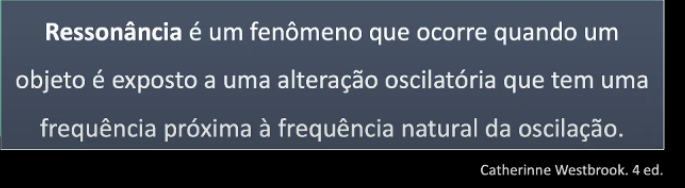 Ressonância é um fenômeno que ocorre quando um
objeto é exposto a uma alteração oscilatória que tem uma
frequência próxima à frequência natural da oscilação.
Catherinne Westbrook. 4 ed.